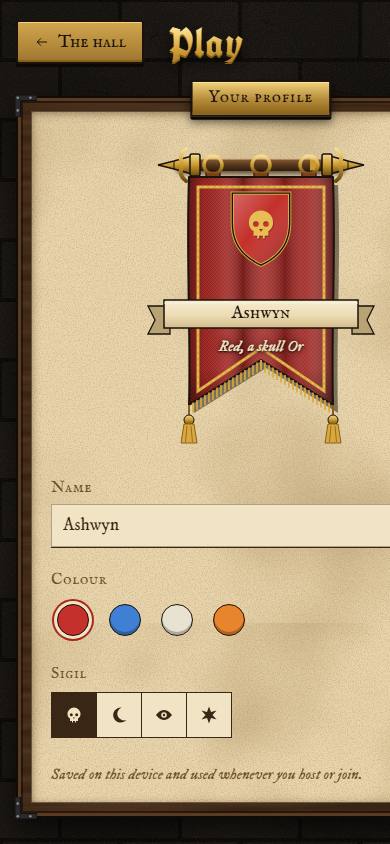 ← The hall
Play
Your profile
Ashwyn
Red, a skull Or
Name
Ashwyn
Colour
Sigil
Saved on this device and used whenever you host or join.